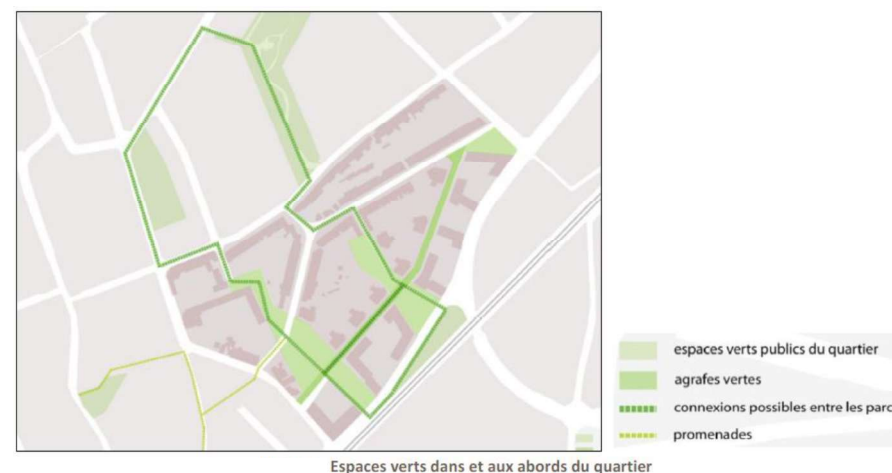 espaces verts publics du quartier
agrafes vertes
connexions possibles entre les parc
promenades
Espaces verts dans et aux abords du quartier